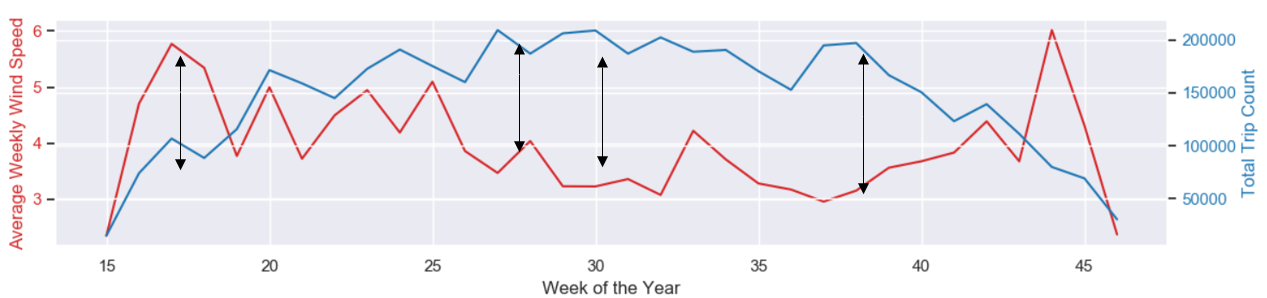 Average Weekly Wind Speed
6
5
4
3
200000
150000
100000
50000
Total Trip Count
15 20 25 30 35 40 45
Week of the Year